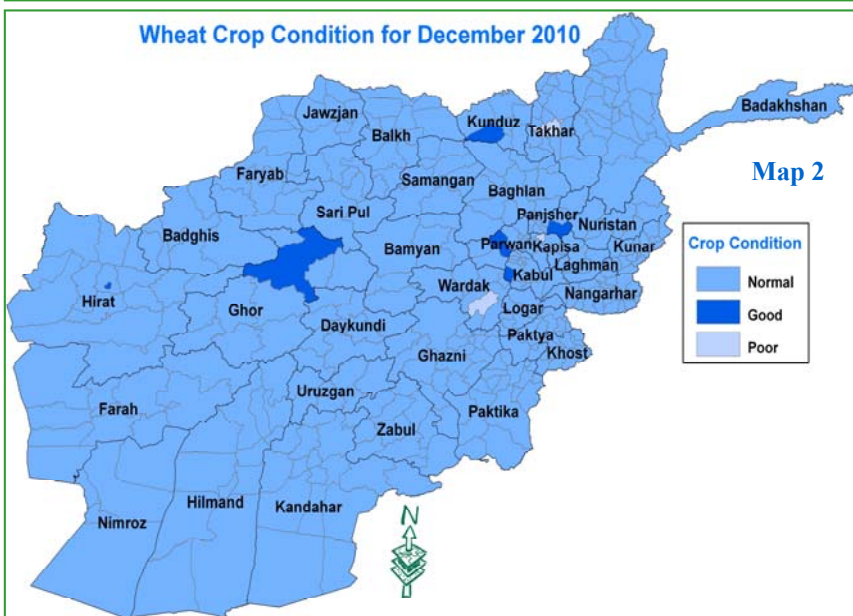 Wheat Crop Condition for December 2010
Badakhshan
Jawzjan
Kunduz
Takhar
Balkh
Map 2
Faryab
Samangan
Baghlan
Sari Pul
Panjsher
Nuristan
Badghis
Bamyan
Parwan
Kapisa
Kunar
Crop Condition
Laghman
Kabul
Normal
Hirat
Wardak
Nangarhar
Ghor
Logar
Good
Daykundi
Paktya
Ghazni
Khost
Poor
Uruzgan
Farah
Paktika
Zabul
Hilmand
Kandahar
Nimroz
N